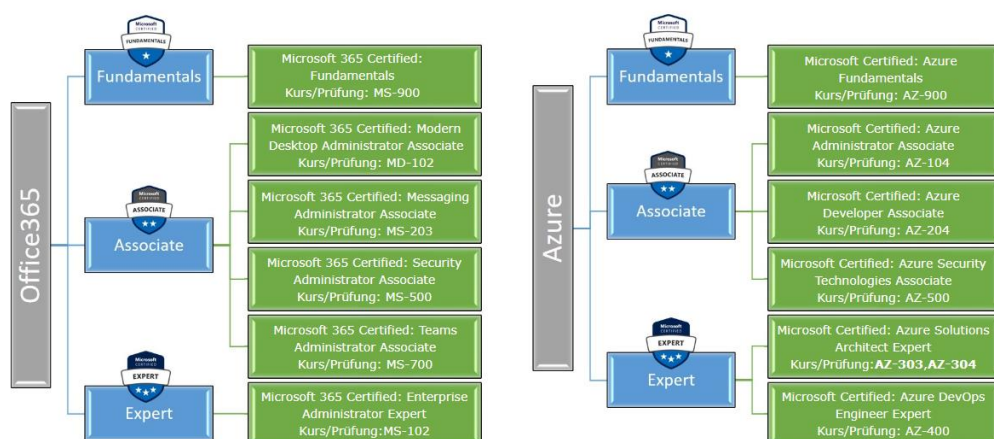 Office365
Microsoft
CERTIFIED
FUNDAMENTALS
Fundamentals
Microsoft 365 Certified:
Fundamentals
Kurs/Prüfung: MS-900
Microsoft
CERTIFIED
ASSOCIATE
Associate
Microsoft 365 Certified: Modern
Desktop Administrator Associate
Kurs/Prüfung: MD-102
Microsoft 365 Certified: Messaging
Administrator Associate
Kurs/Prüfung: MS-203
Microsoft 365 Certified: Security
Administrator Associate
Kurs/Prüfung: MS-500
Microsoft 365 Certified: Teams
Administrator Associate
Kurs/Prüfung: MS-700
Microsoft
CERTIFIED
EXPERT
Expert
Microsoft 365 Certified: Enterprise
Administrator Expert
Kurs/Prüfung:MS-102
Azure
Microsoft
CERTIFIED
FUNDAMENTALS
Fundamentals
Microsoft Certified: Azure
Fundamentals
Kurs/Prüfung: AZ-900
Microsoft
CERTIFIED
ASSOCIATE
Associate
Microsoft Certified: Azure
Administrator Associate
Kurs/Prüfung: AZ-104
Microsoft Certified: Azure
Developer Associate
Kurs/Prüfung: AZ-204
Microsoft Certified: Azure Security
Technologies Associate
Kurs/Prüfung: AZ-500
Microsoft
CERTIFIED
EXPERT
Expert
Microsoft Certified: Azure Solutions
Architect Expert
Kurs/Prüfung:AZ-303,AZ-304
Microsoft Certified: Azure DevOps
Engineer Expert
Kurs/Prüfung: AZ-400